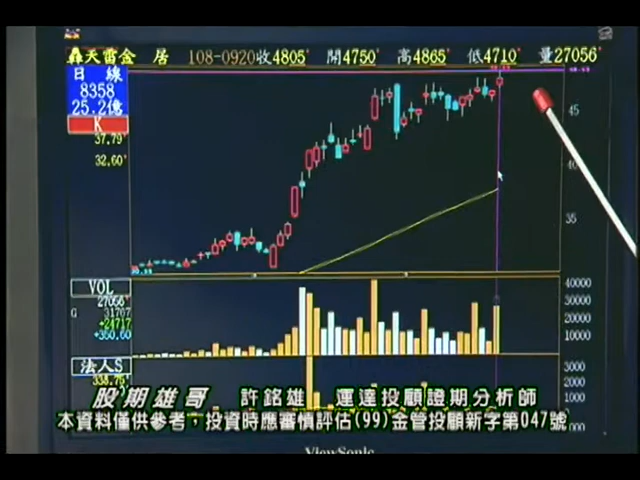 轟天雷金 居 108-0920收4805 開4750 高4865 低4710 量27056
日 線
8358
25.2億
K
37.79
32.60
45
40
35
VOL
27056
G 31707
+24717
+350.60
40000
30000
20000
10000
法人S
338.75
3000
2000
股期雄哥 許銘雄 運達投顧證期分析師
本資料僅供參考，投資時應審慎評估(99)金管投顧新字第047號
ViewSonic